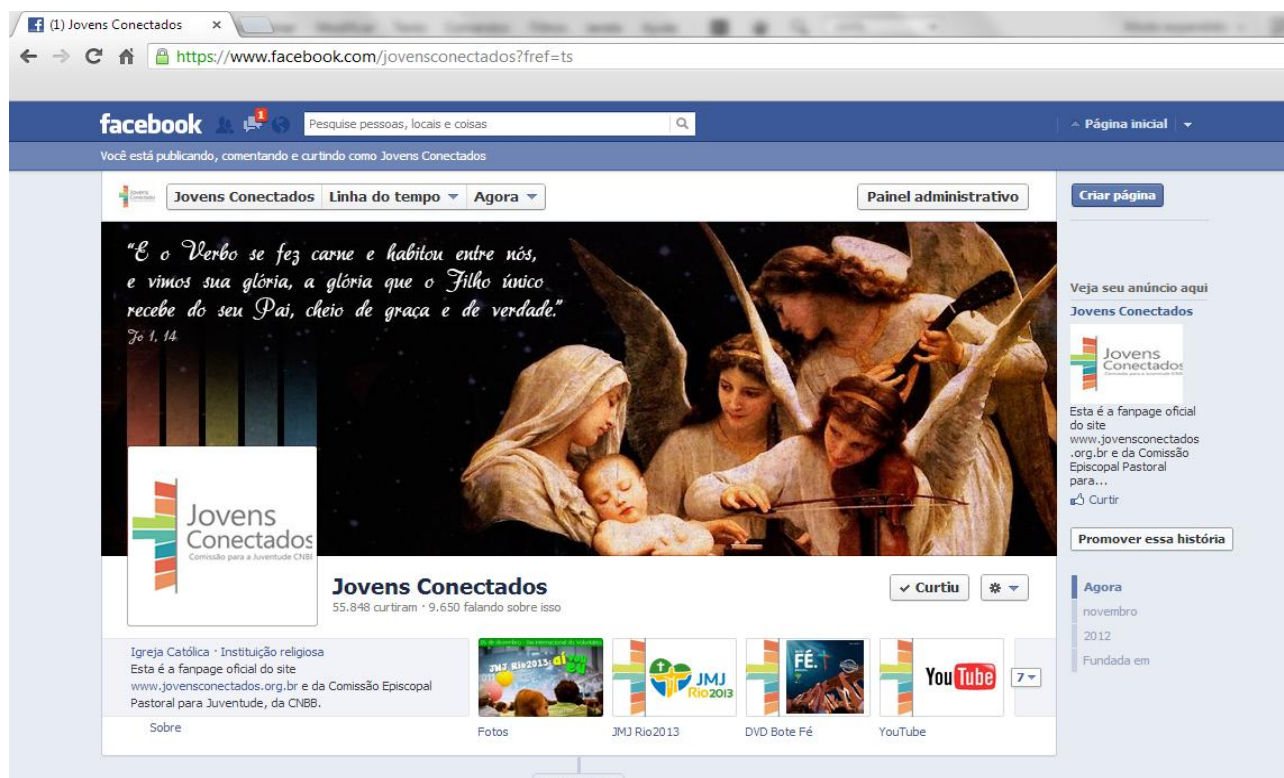 (1) Jovens Conectados
https://www.facebook.com/jovensconectados?fref=ts
facebook
1
Pesquise pessoas, locais e coisas
Página inicial
Você está publicando, comentando e curtindo como Jovens Conectados
Jovens Conectados
Linha do tempo
Agora
Painel administrativo
Criar página
"E o Verbo se fez carne e habitou entre nós,
e vimos sua glória, a glória que o Filho único
recebe do seu Pai, cheio de graça e de verdade."
Jo 1, 14
Jovens
Conectados
Comissão para a Juventude CNBB
Jovens Conectados
55.848 curtiram · 9.650 falando sobre isso
Curtiu
Igreja Católica · Instituição religiosa
Esta é a fanpage oficial do site
www.jovensconectados.org.br e da Comissão Episcopal
Pastoral para Juventude, da CNBB.
Sobre
JMJ Rio2013
Fotos
JMJ
Rio2013
JMJ Rio2013
FÉ.
DVD Bote Fé
YouTube
YouTube
7
Veja seu anúncio aqui
Jovens Conectados
Jovens
Conectados
Esta é a fanpage oficial
do site
www.jovensconectados
.org.br e da Comissão
Episcopal Pastoral
para...
Curtir
Promover essa história
Agora
novembro
2012
Fundada em